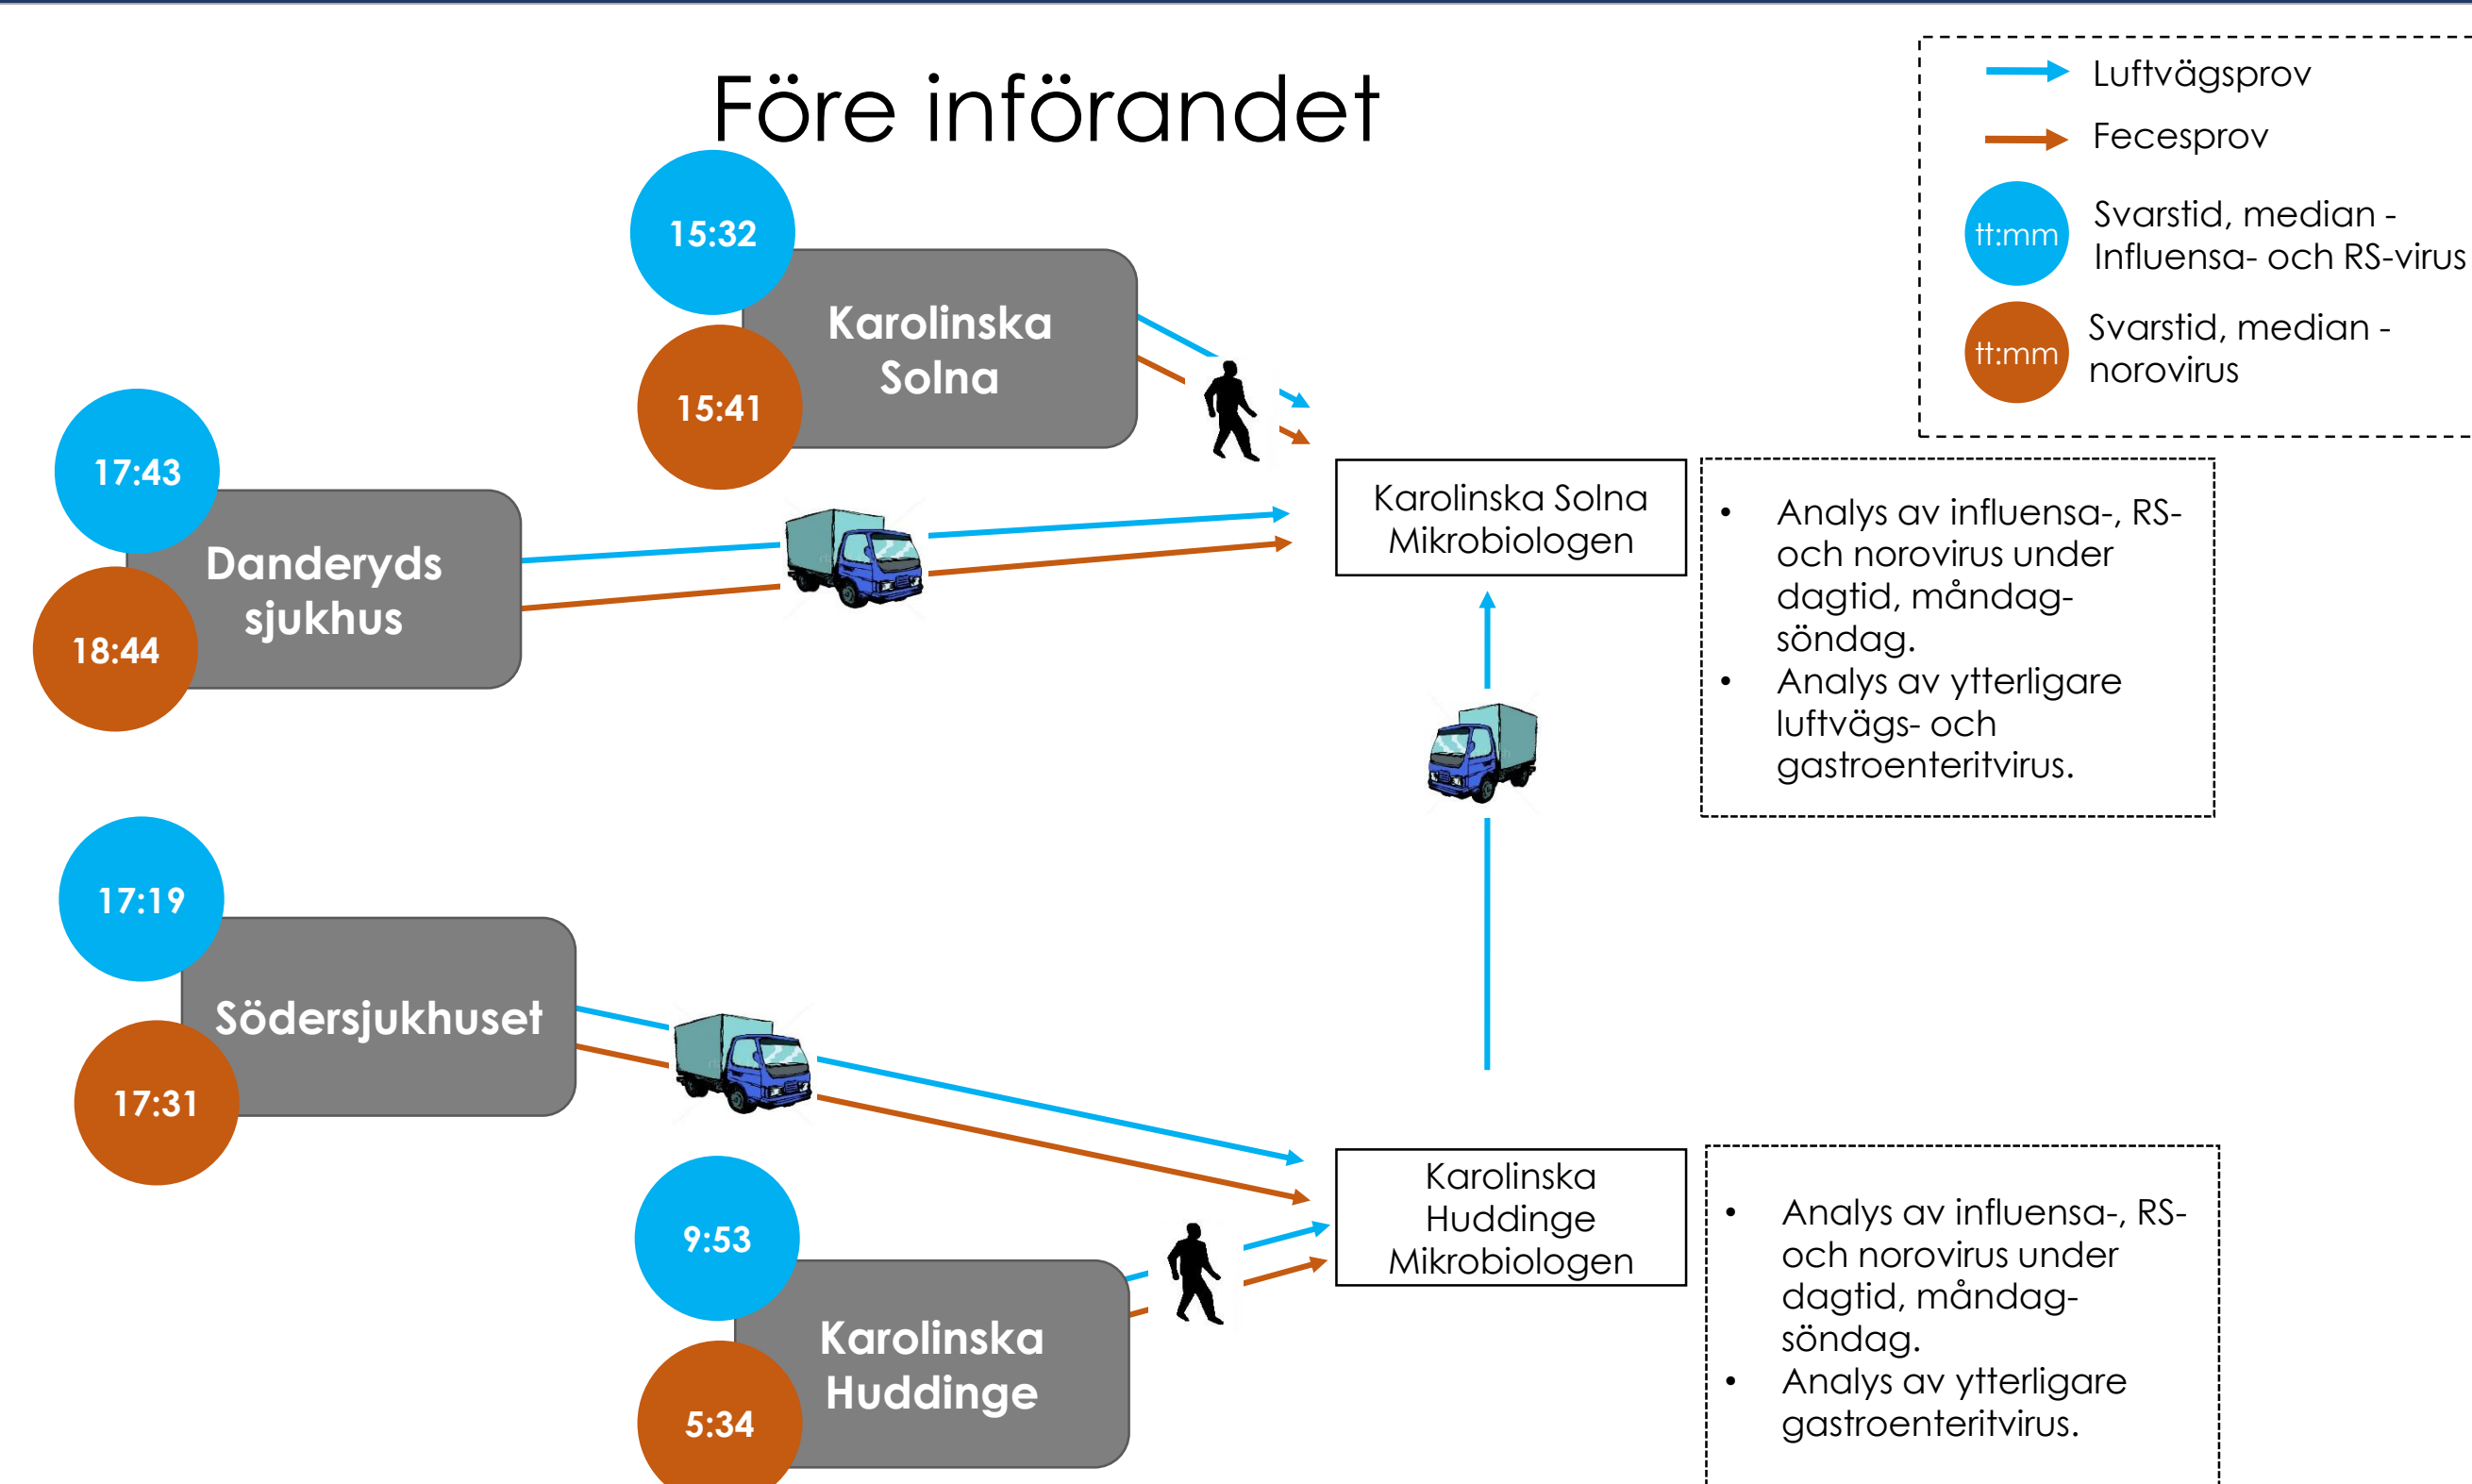 Före införandet
Luftvägsprov
Fecesprov
tt:mm
Svarstid, median -
Influensa- och RS-virus
tt:mm
Svarstid, median -
norovirus
15:32
Karolinska
Solna
15:41
17:43
Danderyds
sjukhus
18:44
Karolinska Solna
Mikrobiologen
• Analys av influensa-, RS-
och norovirus under
dagtid, måndag-
söndag.
• Analys av ytterligare
luftvägs- och
gastroenteritvirus.
17:19
Södersjukhuset
17:31
9:53
Karolinska
Huddinge
5:34
Karolinska
Huddinge
Mikrobiologen
• Analys av influensa-, RS-
och norovirus under
dagtid, måndag-
söndag.
• Analys av ytterligare
gastroenteritvirus.